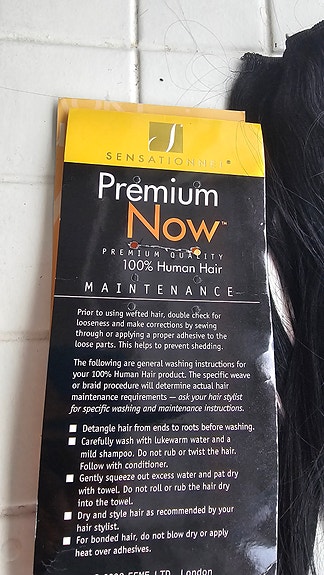 SENSATIONNEL®
Premium
Now™
PREMIUM QUALITY
100% Human Hair
MAINTENANCE
Prior to using wefted hair, double check for
looseness and make corrections by sewing
through or applying a proper adhesive to the
loose parts. This helps to prevent shedding.
The following are general washing instructions for
your 100% Human Hair product. The specific weave
or braid procedure will determine actual hair
maintenance requirements — ask your hair stylist
for specific washing and maintenance instructions.
Detangle hair from ends to roots before washing.
Carefully wash with lukewarm water and a
mild shampoo. Do not rub or twist the hair.
Follow with conditioner.
Gently squeeze out excess water and pat dry
with towel. Do not roll or rub the hair dry
into the towel.
Dry and style hair as recommended by your
hair stylist.
For bonded hair, do not blow dry or apply
heat over adhesives.
LTD. London